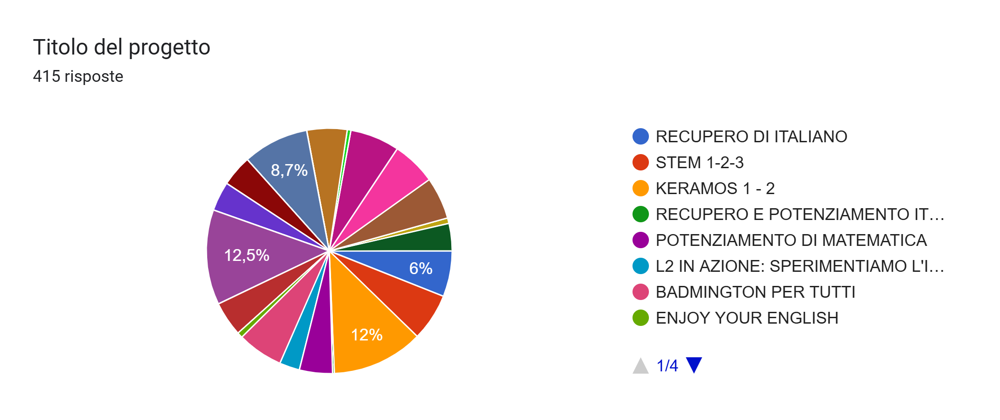 Titolo del progetto
415 risposte
8,7%
12,5%
6%
12%
RECUPERO DI ITALIANO
STEM 1-2-3
KERAMOS 1 - 2
RECUPERO E POTENZIAMENTO IT…
POTENZIAMENTO DI MATEMATICA
L2 IN AZIONE: SPERIMENTIAMO L'I…
BADMINGTON PER TUTTI
ENJOY YOUR ENGLISH
1/4